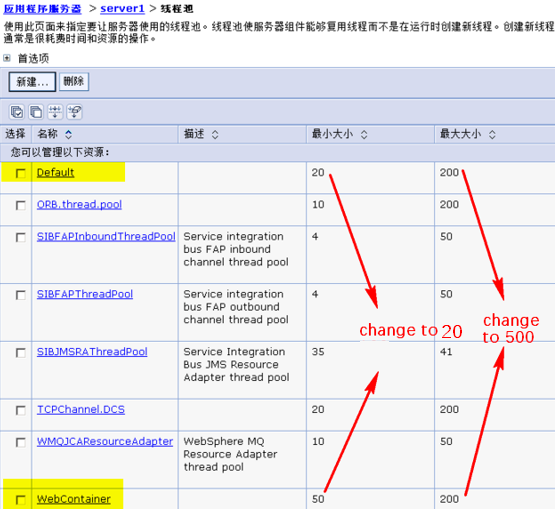 应用程序服务器 > server1 > 线程池
使用此页面来指定要让服务器使用的线程池。线程池使服务器组件能够复用线程而不是在运行时创建新线程。创建新线程
通常是很耗费时间和资源的操作。
首选项
新建... 删除
选择 名称 描述 最小大小 最大大小
您可以管理以下资源：
Default 20 200
ORB.thread.pool 10 200
SIBFAPInboundThreadPool Service integration 4 50
bus FAP inbound
channel thread pool
SIBFAPThreadPool Service integration 4 50
bus FAP outbound
channel thread pool
change to 20
change
to 500
SIBJMSRAThreadPool Service Integration 35 41
Bus JMS Resource
Adapter thread pool
TCPChannel.DCS 20 200
WMQJCAResourceAdapter WebSphere MQ 10 50
Resource Adapter
thread pool
WebContainer 50 200